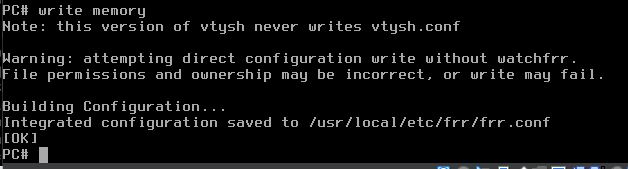 PC# write memory
Note: this version of vtysh never writes vtysh.conf
Warning: attempting direct configuration write without watchfrr.
File permissions and ownership may be incorrect, or write may fail.
Building Configuration...
Integrated configuration saved to /usr/local/etc/frr/frr.conf
[OK]
PC#